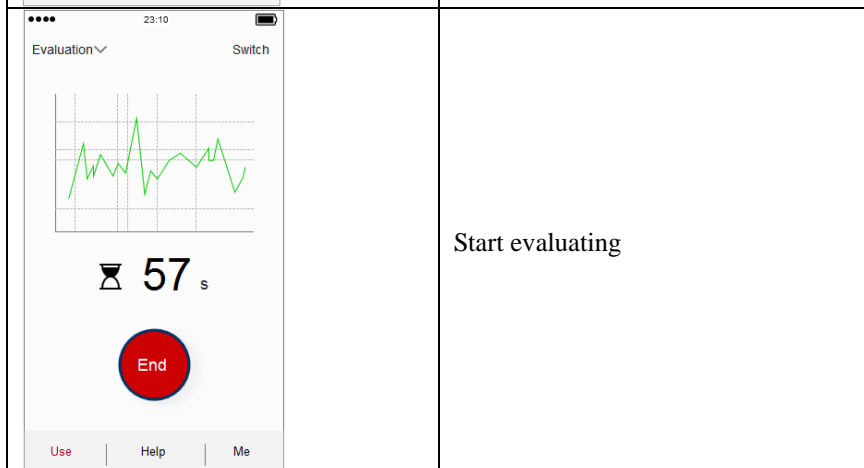 23:10
Evaluation Switch
57 s
End
Use Help Me
Start evaluating